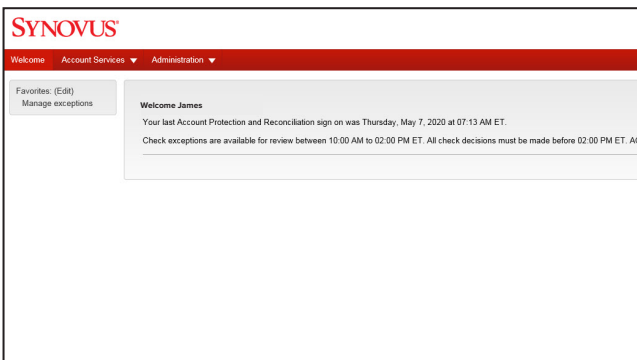 SYNOVUS®
Welcome Account Services Administration
Favorites: (Edit)
Manage exceptions
Welcome James
Your last Account Protection and Reconciliation sign on was Thursday, May 7, 2020 at 07:13 AM ET.
Check exceptions are available for review between 10:00 AM to 02:00 PM ET. All check decisions must be made before 02:00 PM ET. AC